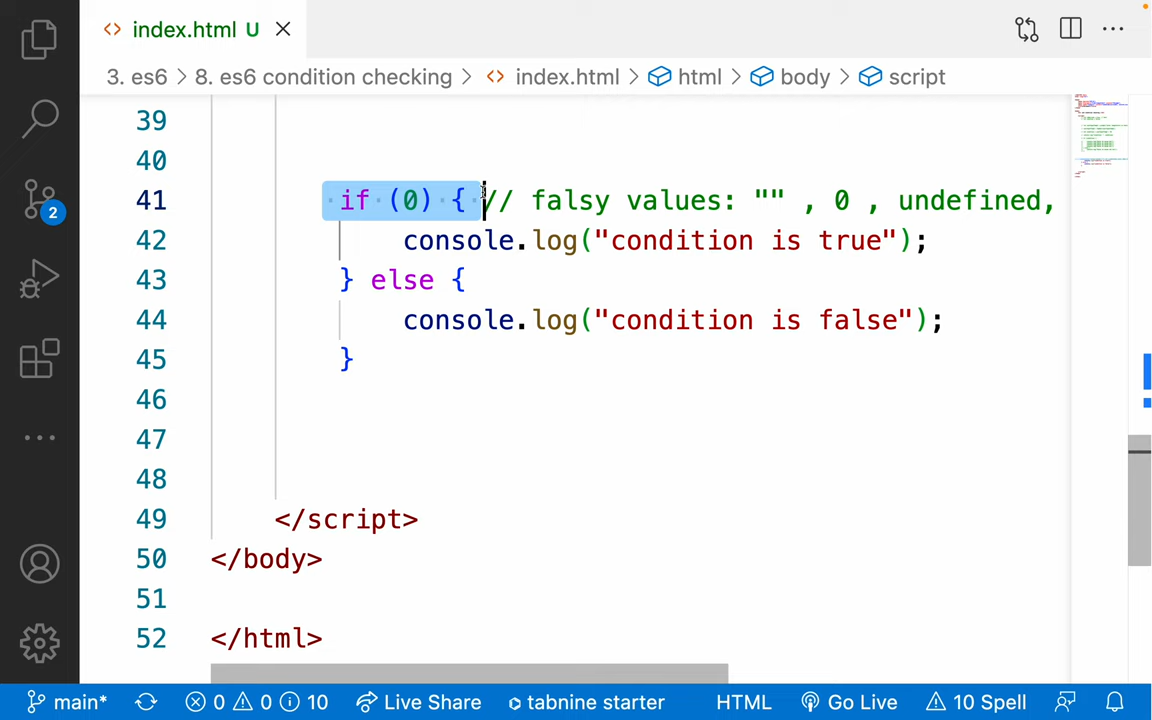 index.html U
3. es6 > 8. es6 condition checking > index.html > html > body > script
39
40
41 if (0) { // falsy values: "" , 0 , undefined,
42 console.log("condition is true");
43 } else {
44 console.log("condition is false");
45 }
46
47
48
49 </script>
50 </body>
51
52 </html>
2
main* 0 0 10 Live Share tabnine starter HTML Go Live 10 Spell